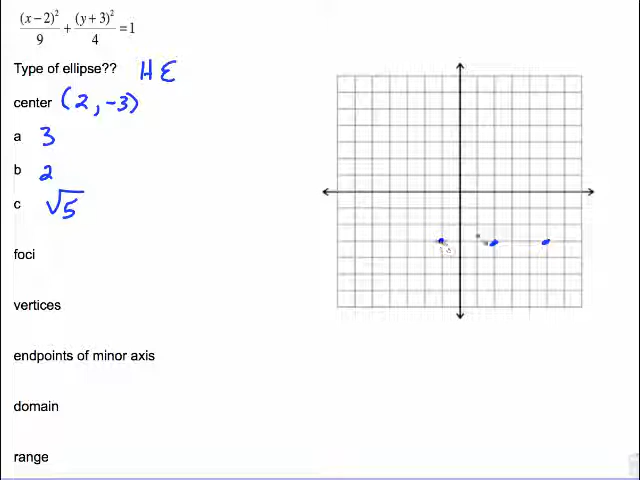 (x−2)²/9 + (y+3)²/4 = 1
Type of ellipse?? HE
center (2, -3)
a 3
b 2
c √5
foci
vertices
endpoints of minor axis
domain
range